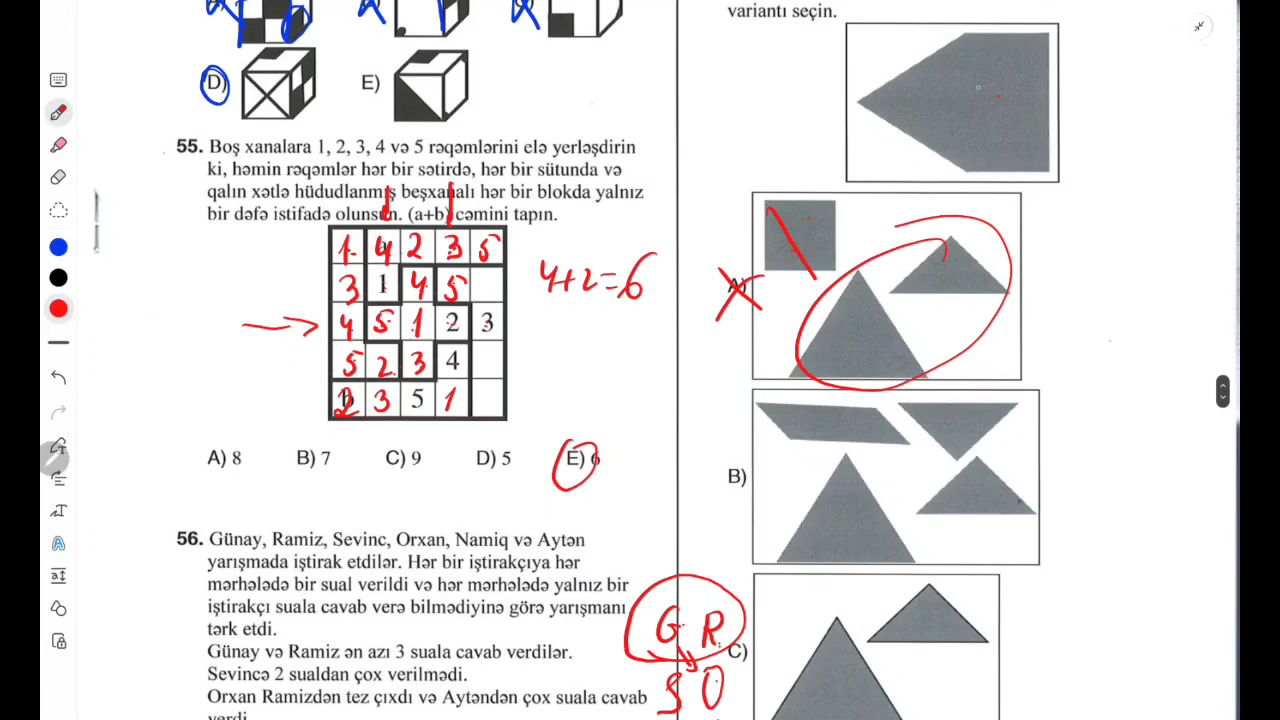 D)
E)
55. Boş xanalara 1, 2, 3, 4 və 5 rəqəmlərini elə yerləşdirin
ki, həmin rəqəmlər hər bir sətirdə, hər bir sütunda və
qalın xətlə hüdudlanmış beşxanalı hər bir blokda yalnız
bir dəfə istifadə olunsun. (a+b) cəmini tapın.
1 4 2 3 5
3 1 4 5
4 5 1 2 3
5 2 3 4
2 3 5 1
4+2=6
A) 8 B) 7 C) 9 D) 5 E) 6
56. Günay, Ramiz, Sevinc, Orxan, Namiq və Aytən
yarışmada iştirak etdilər. Hər bir iştirakçıya hər
mərhələdə bir sual verildi və hər mərhələdə yalnız bir
iştirakçı suala cavab verə bilmədiyinə görə yarışmanı
tərk etdi.
Günay və Ramiz ən azı 3 suala cavab verdilər.
Sevincə 2 sualdan çox verilmədi.
Orxan Ramizdən tez çıxdı və Aytəndən çox suala cavab
verdi.
G R
S O
variantı seçin.
A)
B)
C)